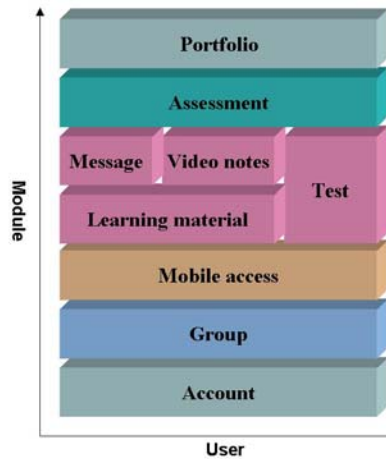 Portfolio
Assessment
Message
Video notes
Test
Learning material
Mobile access
Group
Account
Module
User